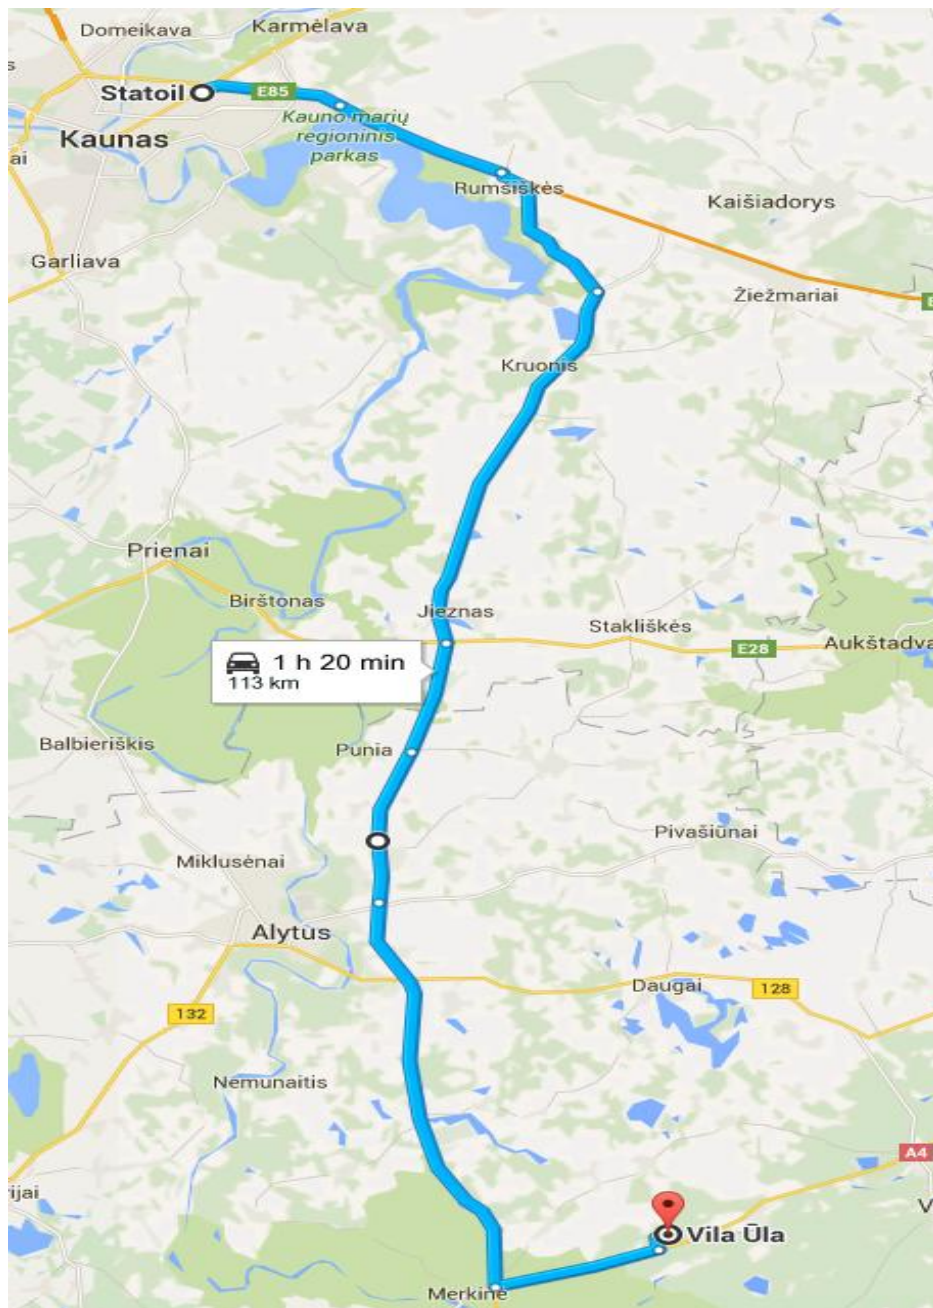 Domeikava
Karmėlava
Statoil
E85
Kaunas
Kauno marių
regioninis
parkas
ai
Rumšiškės
Kaišiadorys
Garliava
Žiežmariai
Kruonis
Prienai
Birštonas
Jieznas
Stakliškės
E28
Aukštadva
1 h 20 min
113 km
Balbieriškis
Punia
Pivašiūnai
Miklusėnai
Alytus
Daugai
128
132
Nemunaitis
A4
ijai
V
Vila Ūla
Merkinė